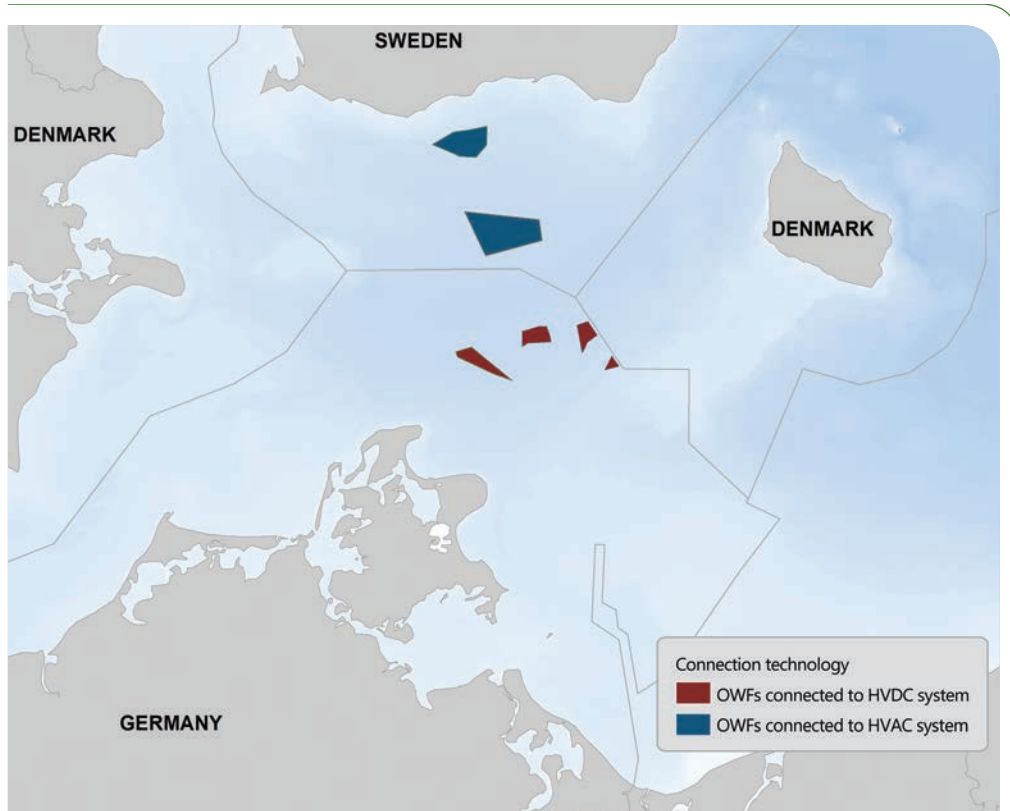 SWEDEN
DENMARK
DENMARK
GERMANY
Connection technology
OWFs connected to HVDC system
OWFs connected to HVAC system